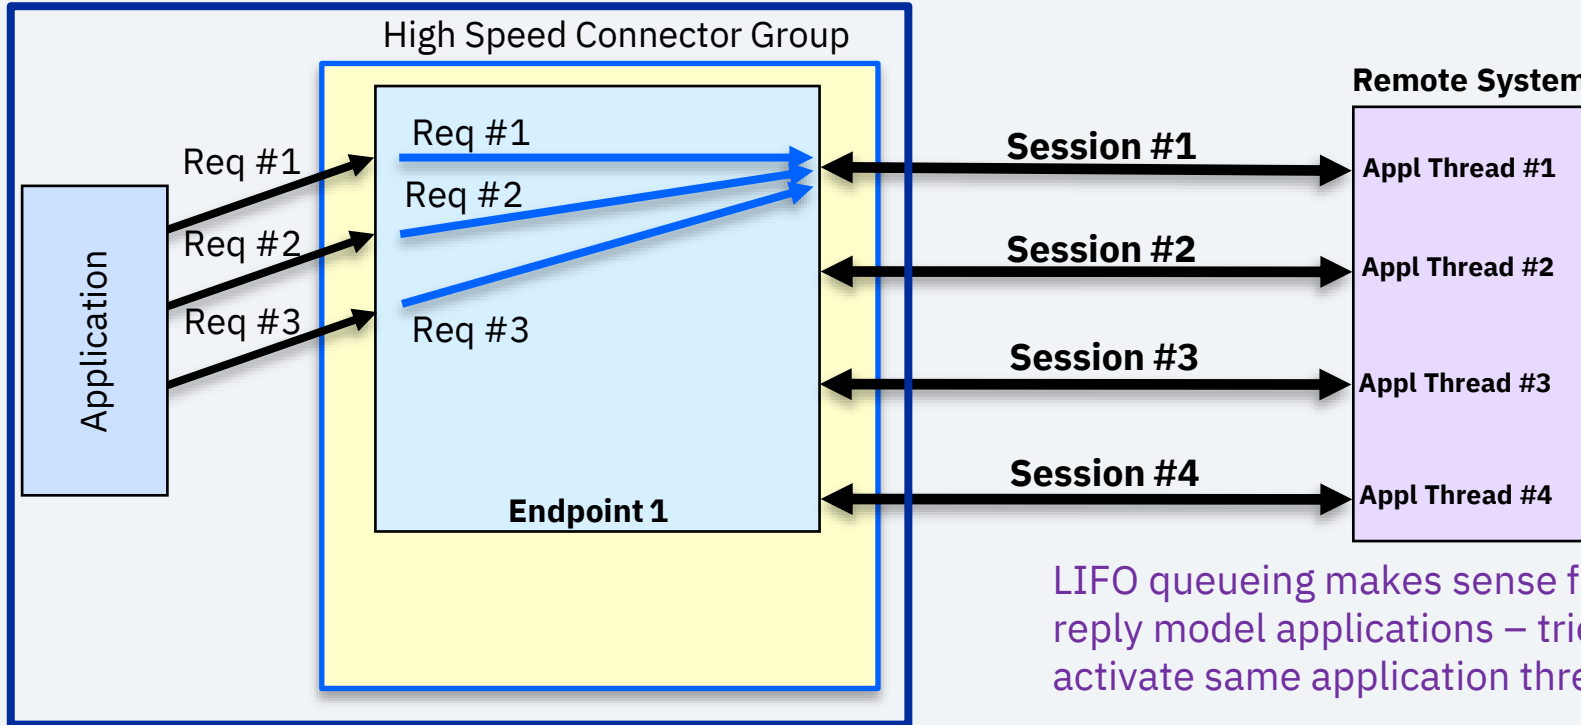 High Speed Connector Group
Remote System
Req #1
Req #1
Session #1
Appl Thread #1
Req #2
Req #2
Session #2
Appl Thread #2
Req #3
Req #3
Session #3
Appl Thread #3
Application
Session #4
Appl Thread #4
Endpoint 1
LIFO queueing makes sense
reply model applications –
activate same application